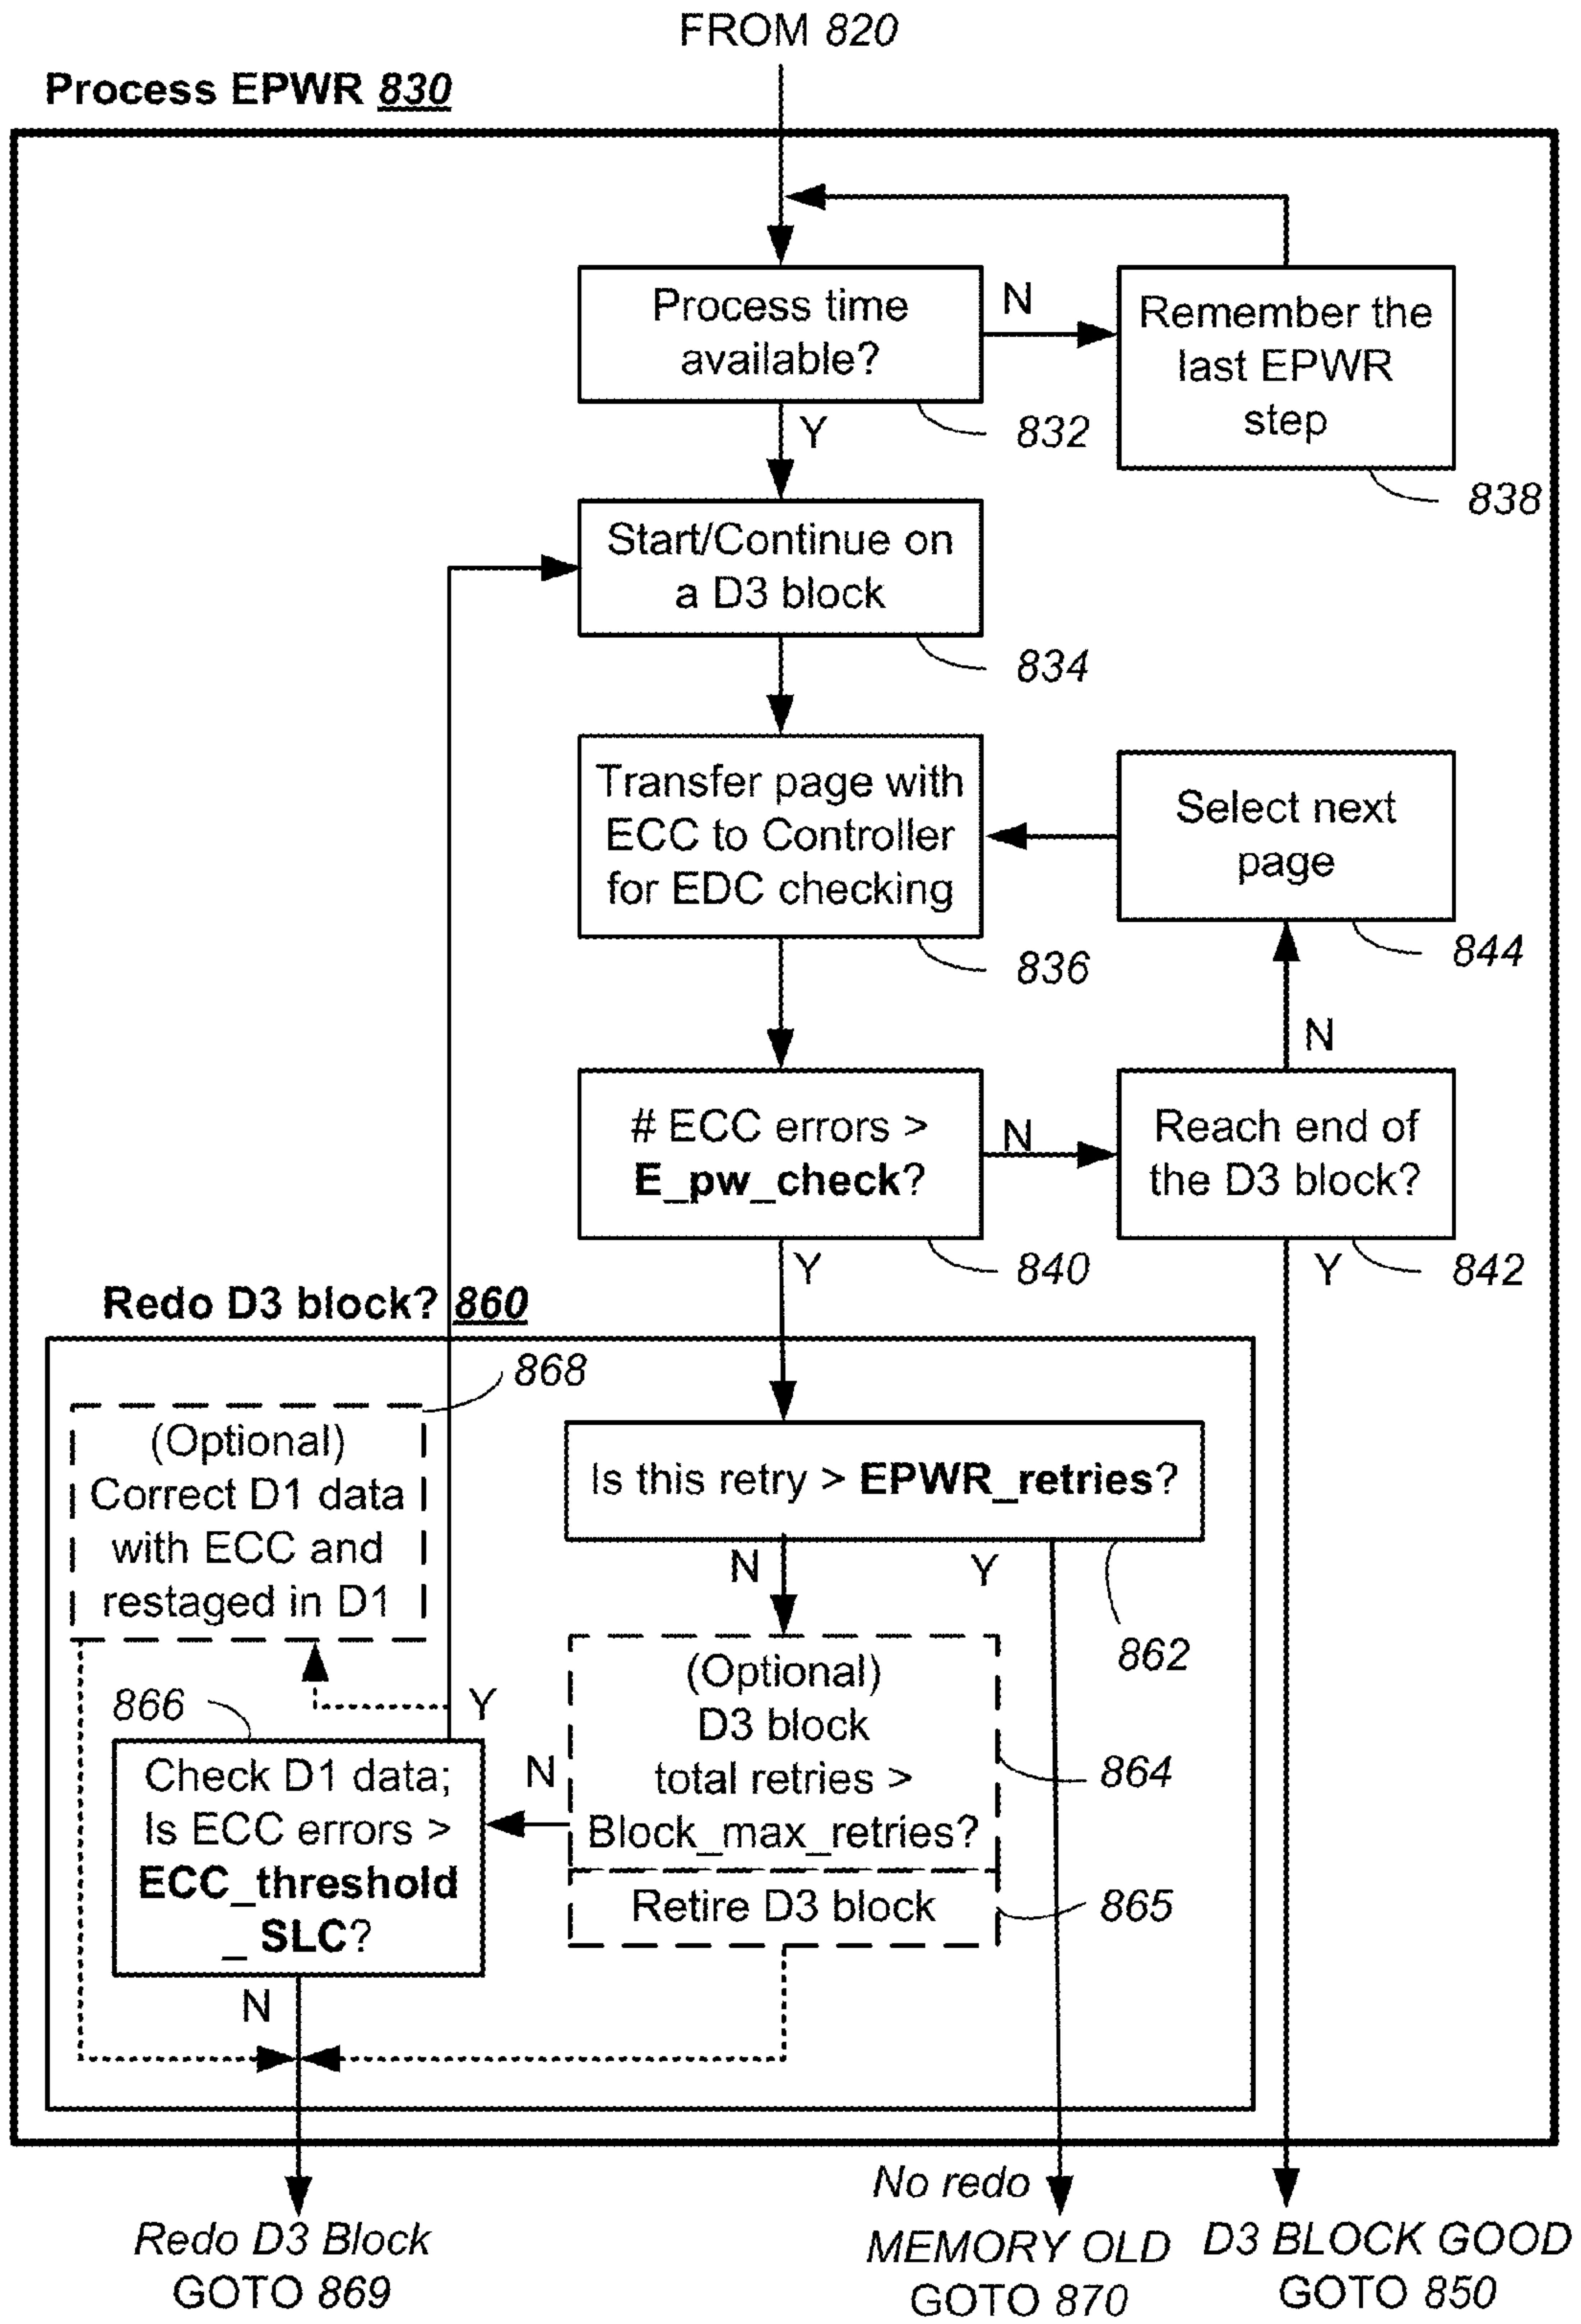 FROM 820
Process EPWR 830
Process time
available?
N
Remember the
last EPWR
step
Y
832
838
Start/Continue on
a D3 block
834
Transfer page with
ECC to Controller
for EDC checking
836
Select next
page
844
N
# ECC errors >
E_pw_check?
N
Reach end of
the D3 block?
Y
840
Y
842
Redo D3 block? 860
868
(Optional)
Correct D1 data
with ECC and
restaged in D1
Is this retry > EPWR_retries?
N
Y
862
(Optional)
D3 block
total retries >
Block_max_retries?
864
Retire D3 block
865
866
Y
N
Check D1 data;
Is ECC errors >
ECC_threshold
_ SLC?
N
Redo D3 Block
GOTO 869
No redo
MEMORY OLD
GOTO 870
D3 BLOCK GOOD
GOTO 850